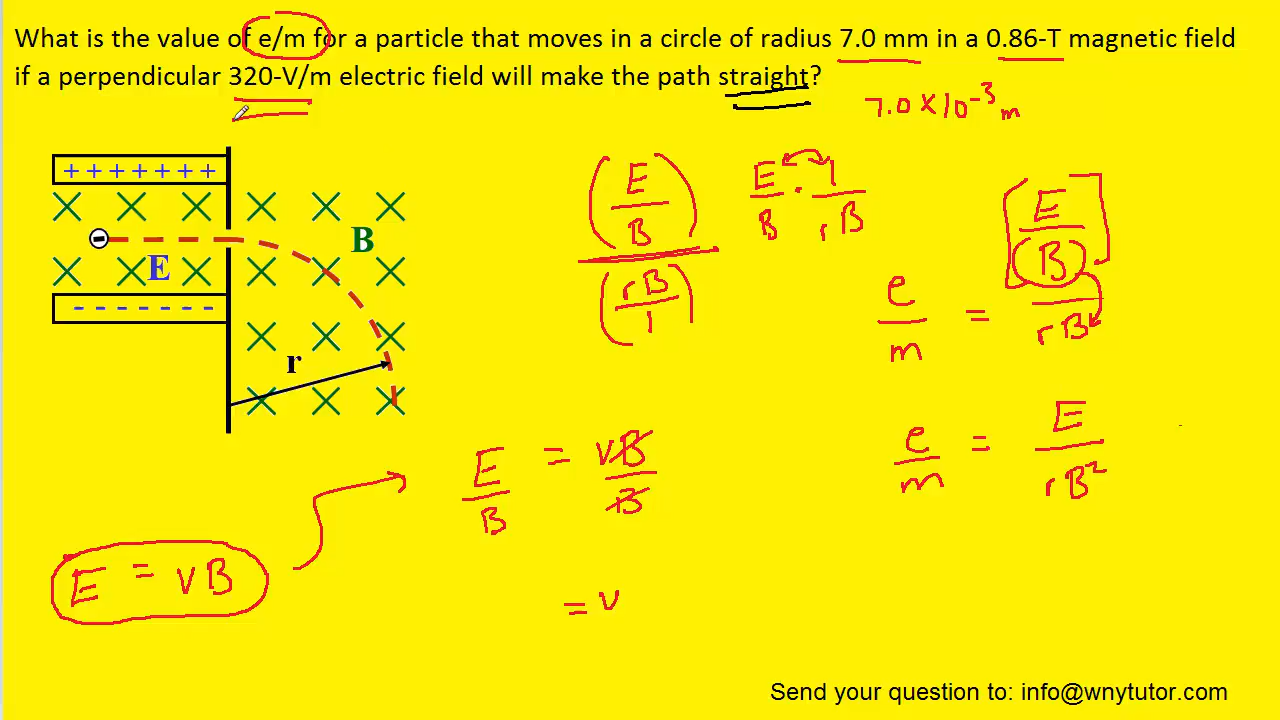 What is the value of e/m for a particle that moves in a circle of radius 7.0 mm in a 0.86-T magnetic field
if a perpendicular 320-V/m electric field will make the path straight?
7.0 × 10⁻³ m
+ + + + + + +
B
E
- - - - - - - -
r
(E/B)/(rB/1)
E/B · 1/rB
e/m = [E/(B)]/rB
e/m = E/rB²
E/B = vB/B
= v
E = vB
Send your question to: info@wnytutor.com